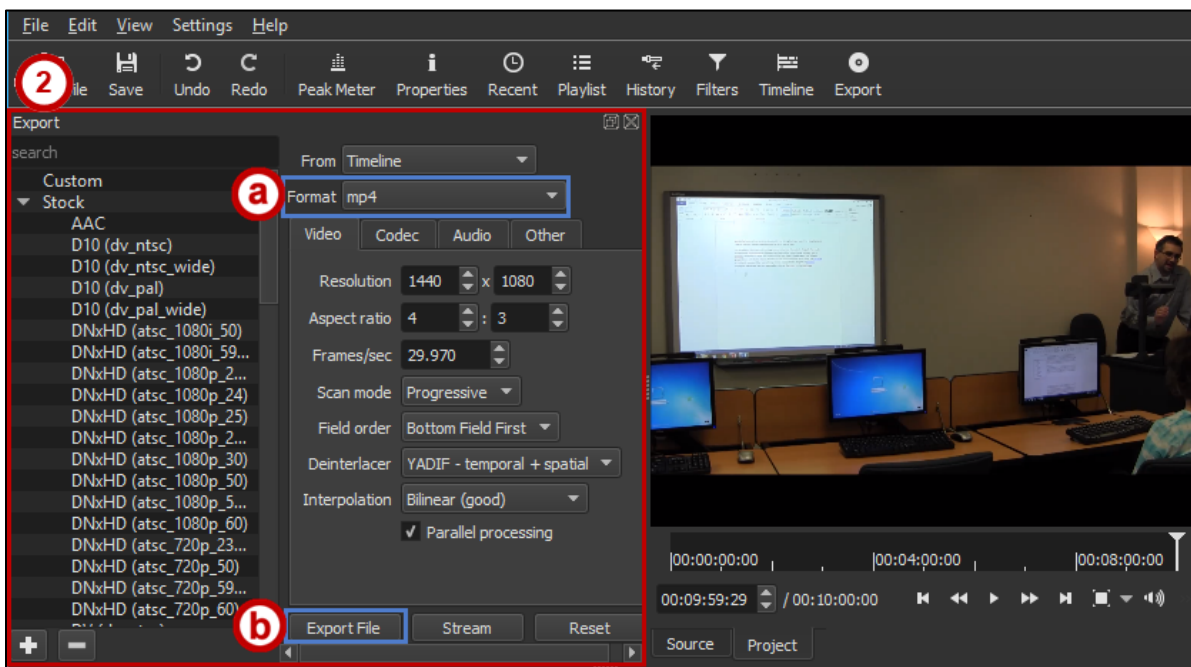 File Edit View Settings Help
2
ile Save Undo Redo Peak Meter Properties Recent Playlist History Filters Timeline Export
Export
search
Custom
Stock
AAC
D10 (dv_ntsc)
D10 (dv_ntsc_wide)
D10 (dv_pal)
D10 (dv_pal_wide)
DNxHD (atsc_1080i_50)
DNxHD (atsc_1080i_59...
DNxHD (atsc_1080p_2...
DNxHD (atsc_1080p_24)
DNxHD (atsc_1080p_25)
DNxHD (atsc_1080p_2...
DNxHD (atsc_1080p_30)
DNxHD (atsc_1080p_50)
DNxHD (atsc_1080p_5...
DNxHD (atsc_1080p_60)
DNxHD (atsc_720p_23...
DNxHD (atsc_720p_50)
DNxHD (atsc_720p_59...
DNxHD (atsc_720p_60)
From Timeline
a
Format mp4
Video Codec Audio Other
Resolution 1440 x 1080
Aspect ratio 4 : 3
Frames/sec 29.970
Scan mode Progressive
Field order Bottom Field First
Deinterlacer YADIF - temporal + spatial
Interpolation Bilinear (good)
Parallel processing
b
Export File Stream Reset
00:00:00:00 00:04:00:00 00:08:00:00
00:09:59:29 / 00:10:00:00
Source Project